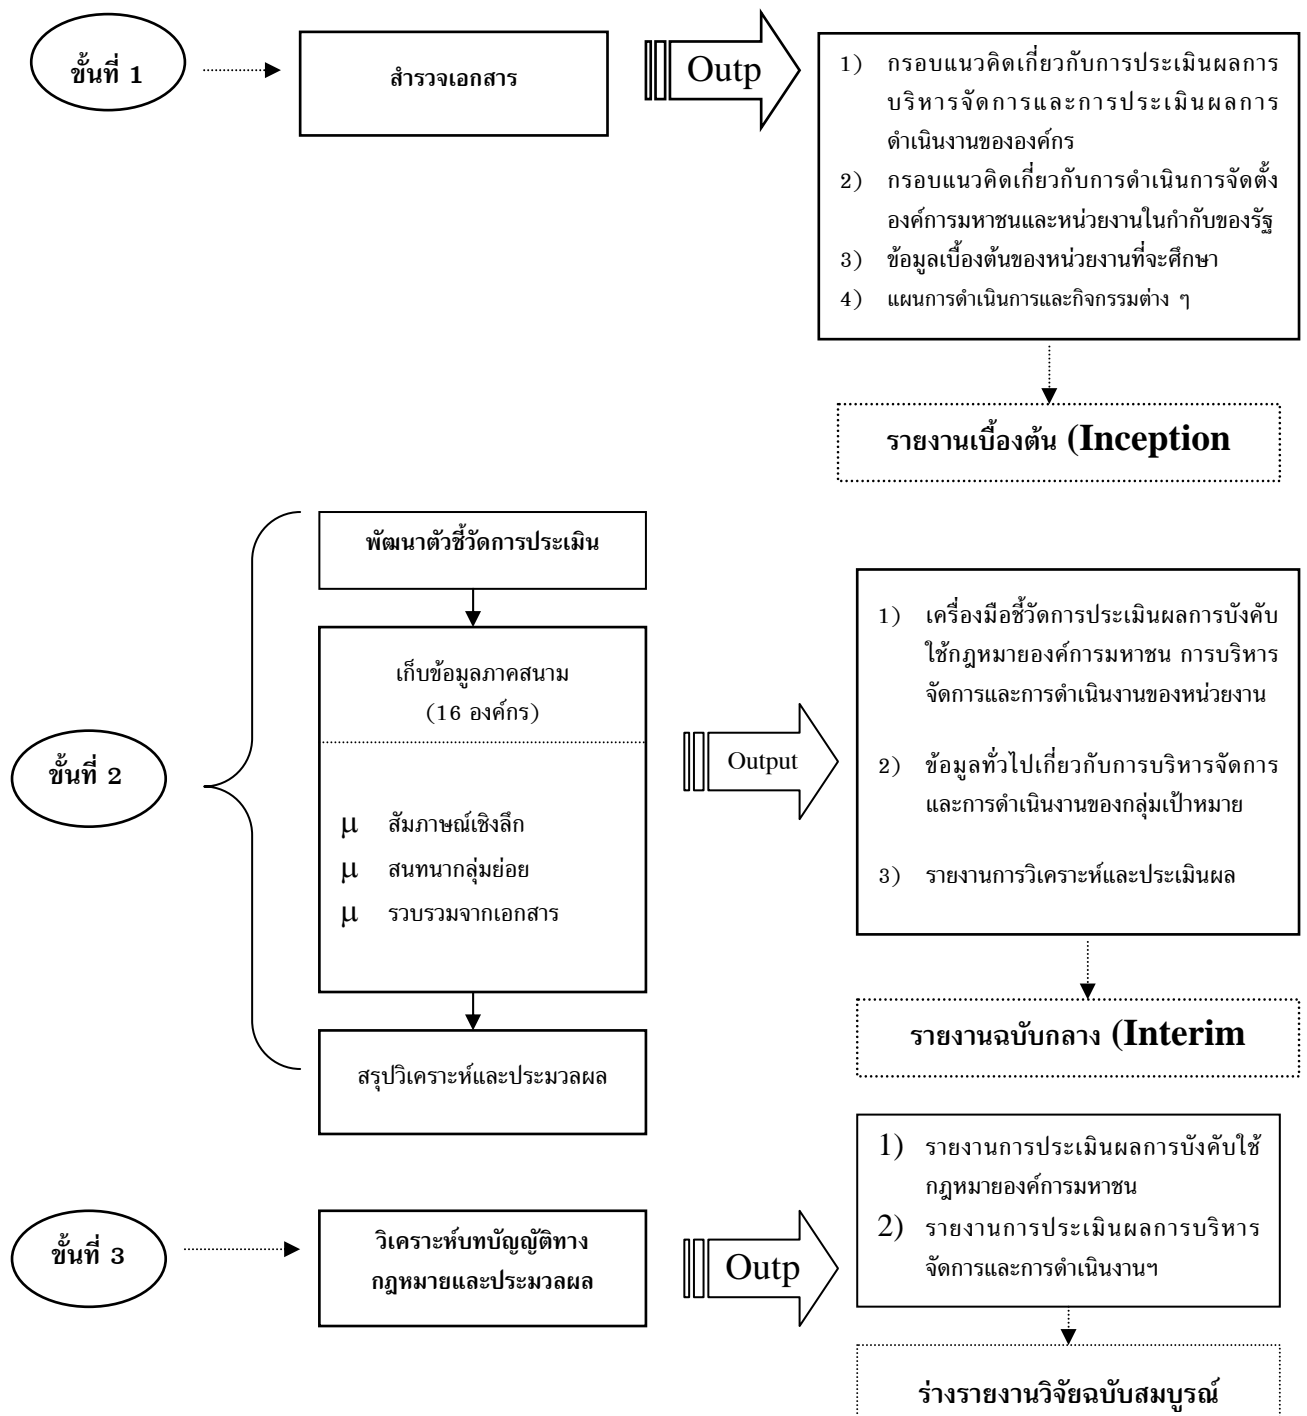 ขั้นที่ 1
สำรวจเอกสาร
Outp
1) กรอบแนวคิดเกี่ยวกับการประเมินผลการ
บริหารจัดการและการประเมินผลการ
ดำเนินงานขององค์กร
2) กรอบแนวคิดเกี่ยวกับการดำเนินการจัดตั้ง
องค์การมหาชนและหน่วยงานในกำกับของรัฐ
3) ข้อมูลเบื้องต้นของหน่วยงานที่จะศึกษา
4) แผนการดำเนินการและกิจกรรมต่าง ๆ
รายงานเบื้องต้น (Inception
ขั้นที่ 2
พัฒนาตัวชี้วัดการประเมิน
เก็บข้อมูลภาคสนาม
(16 องค์กร)
μ สัมภาษณ์เชิงลึก
μ สนทนากลุ่มย่อย
μ รวบรวมจากเอกสาร
สรุปวิเคราะห์และประมวลผล
Output
1) เครื่องมือชี้วัดการประเมินผลการบังคับ
ใช้กฎหมายองค์การมหาชน การบริหาร
จัดการและการดำเนินงานของหน่วยงาน
2) ข้อมูลทั่วไปเกี่ยวกับการบริหารจัดการ
และการดำเนินงานของกลุ่มเป้าหมาย
3) รายงานการวิเคราะห์และประเมินผล
รายงานฉบับกลาง (Interim
ขั้นที่ 3
วิเคราะห์บทบัญญัติทาง
กฎหมายและประมวลผล
Outp
1) รายงานการประเมินผลการบังคับใช้
กฎหมายองค์การมหาชน
2) รายงานการประเมินผลการบริหาร
จัดการและการดำเนินงานฯ
ร่างรายงานวิจัยฉบับสมบูรณ์